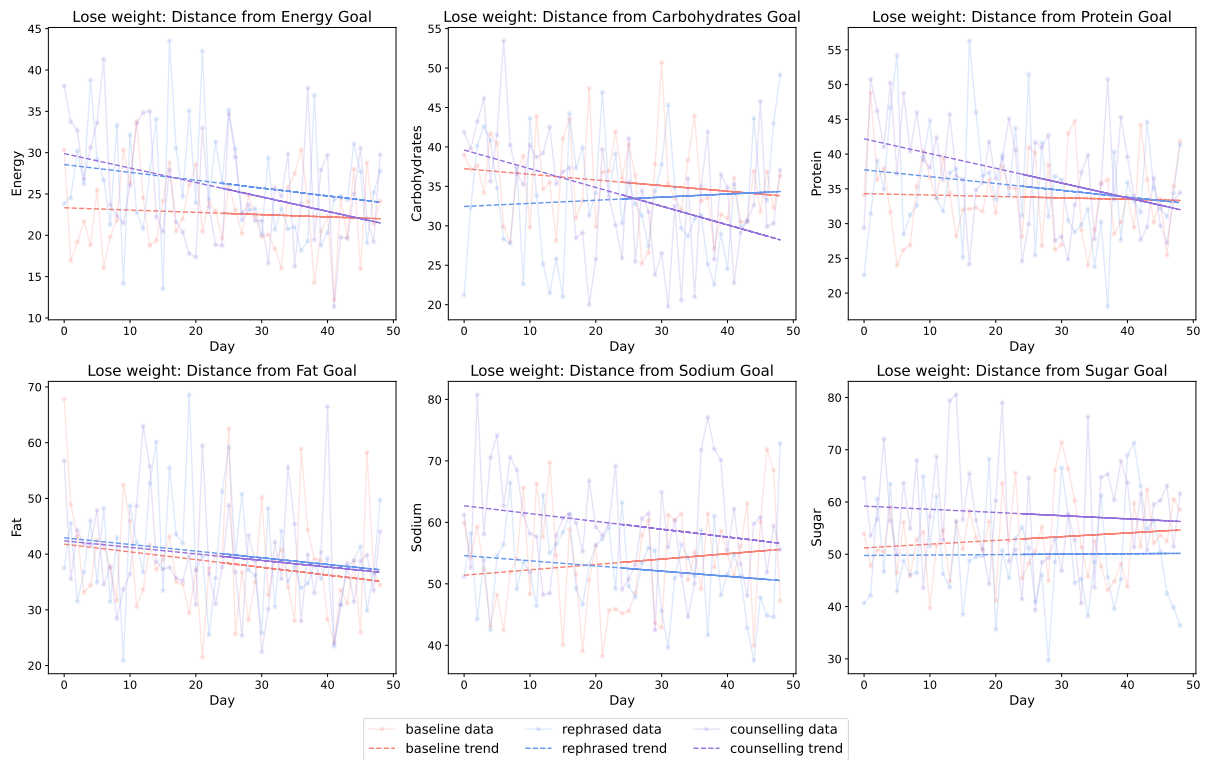 Lose weight: Distance from Energy Goal
Energy
45
40
35
30
25
20
15
10
0 10 20 30 40 50
Day
Lose weight: Distance from Carbohydrates Goal
Carbohydrates
55
50
45
40
35
30
25
20
0 10 20 30 40 50
Day
Lose weight: Distance from Protein Goal
Protein
55
50
45
40
35
30
25
20
0 10 20 30 40 50
Day
Lose weight: Distance from Fat Goal
Fat
70
60
50
40
30
20
0 10 20 30 40 50
Day
Lose weight: Distance from Sodium Goal
Sodium
80
70
60
50
40
0 10 20 30 40 50
Day
Lose weight: Distance from Sugar Goal
Sugar
80
70
60
50
40
30
0 10 20 30 40 50
Day
baseline data
baseline trend
rephrased data
rephrased trend
counselling data
counselling trend